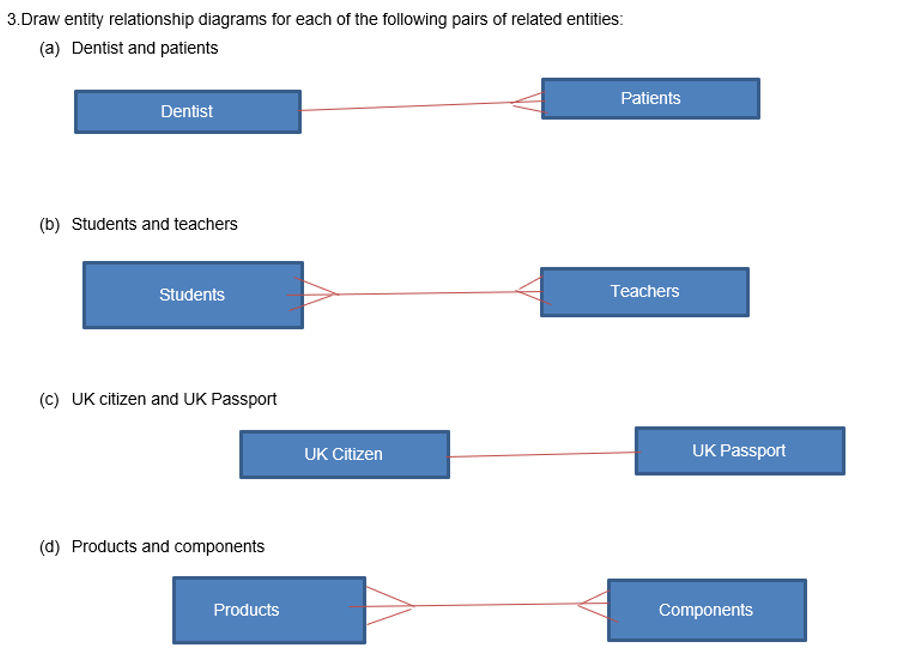 3.Draw entity relationship diagrams for each of the following pairs of related entities:
(a) Dentist and patients
Dentist
Patients
(b) Students and teachers
Students
Teachers
(c) UK citizen and UK Passport
UK Citizen
UK Passport
(d) Products and components
Products
Components